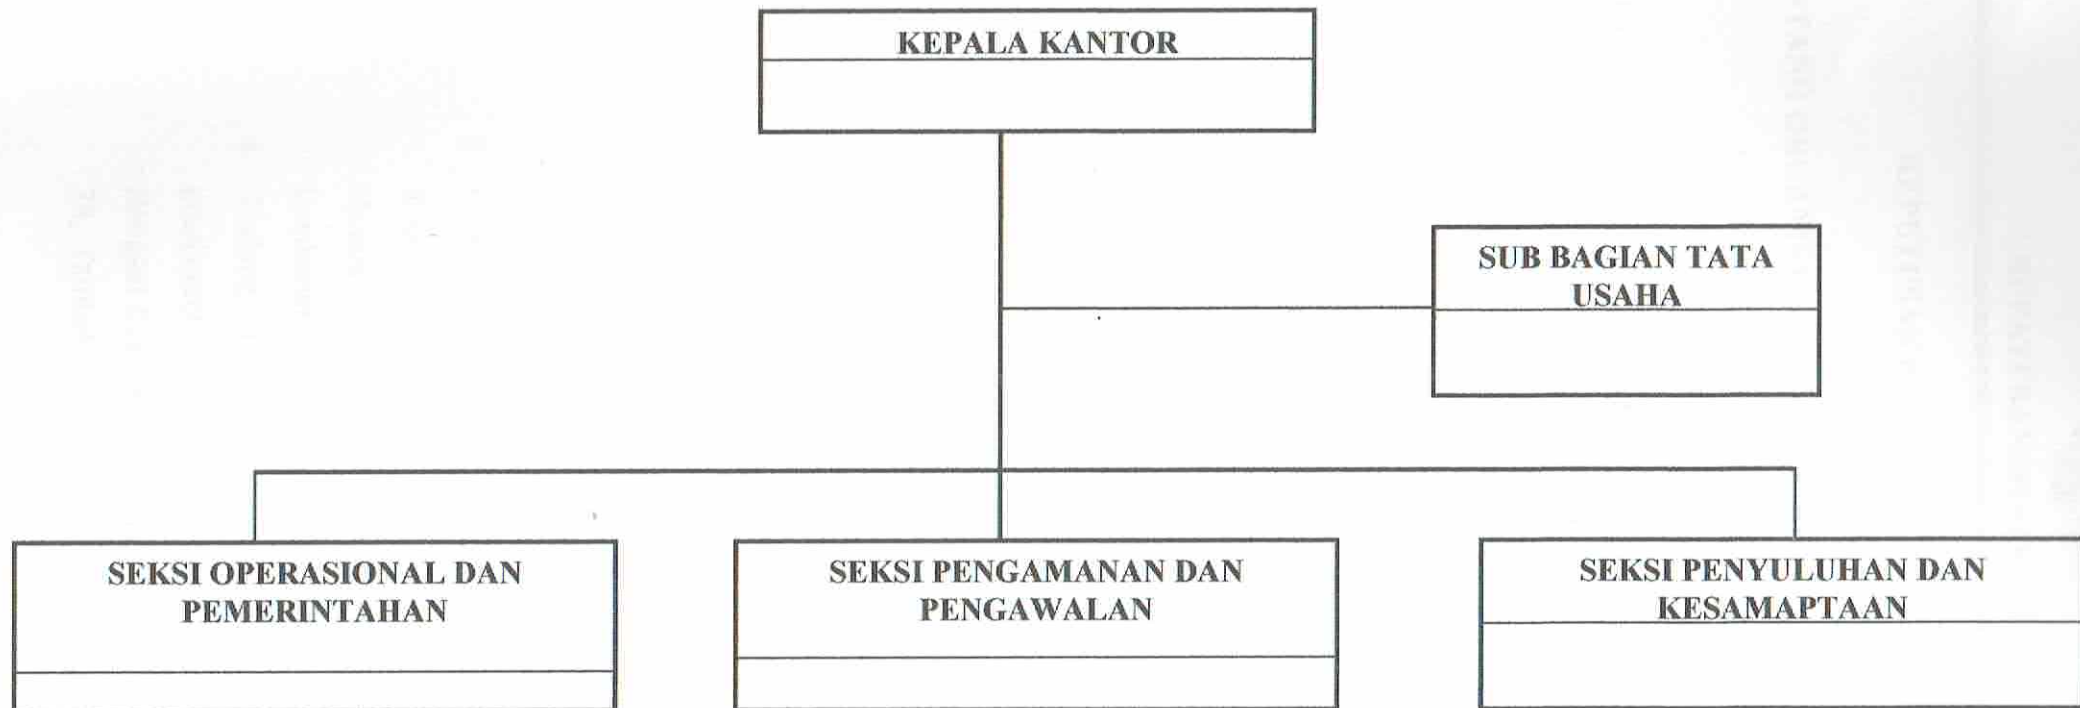 KEPALA KANTOR
SUB BAGIAN TATA
USAHA
SEKSI OPERASIONAL DAN
PEMERINTAHAN
SEKSI PENGAMANAN DAN
PENGAWALAN
SEKSI PENYULUHAN DAN
KESAMAPTAAN